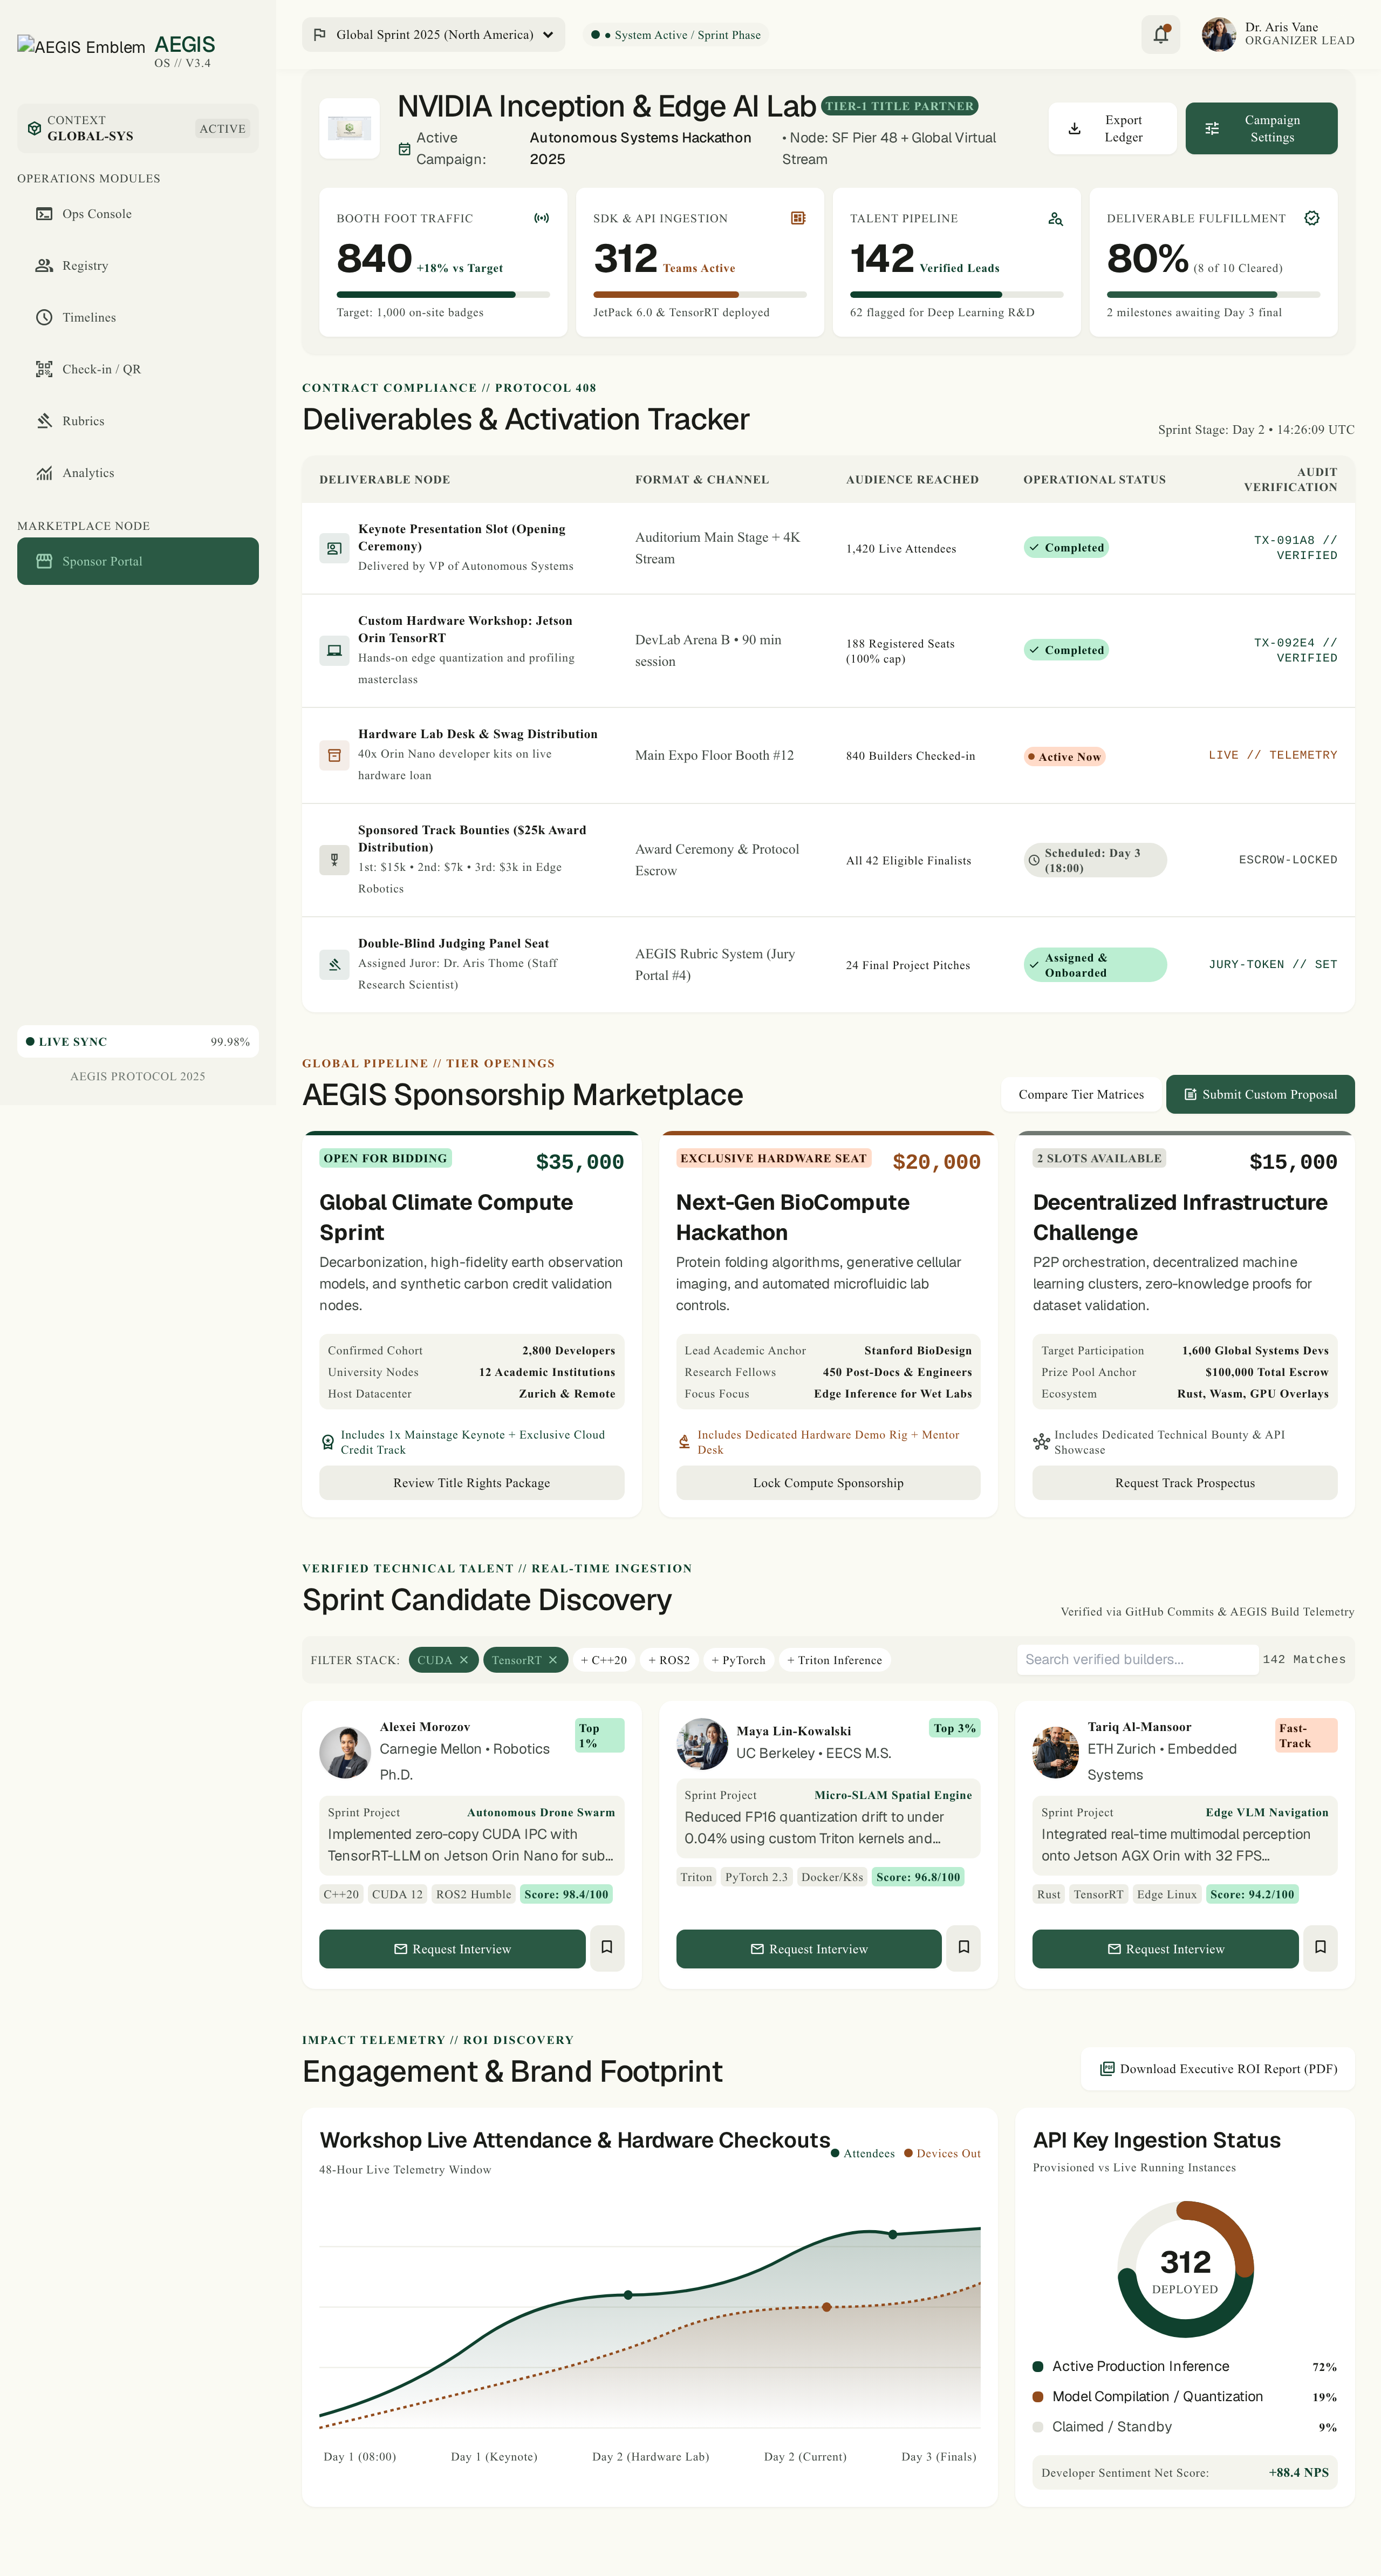 AEGIS Emblem
AEGIS
OS // V3.4
CONTEXT
GLOBAL-SYS
ACTIVE
OPERATIONS MODULES
Ops Console
Registry
Timelines
Check-in / QR
Rubrics
Analytics
MARKETPLACE NODE
Sponsor Portal
LIVE SYNC
99.98%
AEGIS PROTOCOL 2025
Global Sprint 2025 (North America)
● System Active / Sprint Phase
Dr. Aris Vane
ORGANIZER LEAD
NVIDIA Inception & Edge AI Lab
TIER-1 TITLE PARTNER
Active
Campaign:
Autonomous Systems Hackathon
2025
• Node: SF Pier 48 + Global Virtual
Stream
Export
Ledger
Campaign
Settings
BOOTH FOOT TRAFFIC
840 +18% vs Target
Target: 1,000 on-site badges
SDK & API INGESTION
312 Teams Active
JetPack 6.0 & TensorRT deployed
TALENT PIPELINE
142 Verified Leads
62 flagged for Deep Learning R&D
DELIVERABLE FULFILLMENT
80% (8 of 10 Cleared)
2 milestones awaiting Day 3 final
CONTRACT COMPLIANCE // PROTOCOL 408
Deliverables & Activation Tracker
Sprint Stage: Day 2 • 14:26:09 UTC
DELIVERABLE NODE
FORMAT & CHANNEL
AUDIENCE REACHED
OPERATIONAL STATUS
AUDIT
VERIFICATION
Keynote Presentation Slot (Opening
Ceremony)
Delivered by VP of Autonomous Systems
Auditorium Main Stage + 4K
Stream
1,420 Live Attendees
Completed
TX-091A8 //
VERIFIED
Custom Hardware Workshop: Jetson
Orin TensorRT
Hands-on edge quantization and profiling
masterclass
DevLab Arena B • 90 min
session
188 Registered Seats
(100% cap)
Completed
TX-092E4 //
VERIFIED
Hardware Lab Desk & Swag Distribution
40x Orin Nano developer kits on live
hardware loan
Main Expo Floor Booth #12
840 Builders Checked-in
Active Now
LIVE // TELEMETRY
Sponsored Track Bounties ($25k Award
Distribution)
1st: $15k • 2nd: $7k • 3rd: $3k in Edge
Robotics
Award Ceremony & Protocol
Escrow
All 42 Eligible Finalists
Scheduled: Day 3
(18:00)
ESCROW-LOCKED
Double-Blind Judging Panel Seat
Assigned Juror: Dr. Aris Thome (Staff
Research Scientist)
AEGIS Rubric System (Jury
Portal #4)
24 Final Project Pitches
Assigned &
Onboarded
JURY-TOKEN // SET
GLOBAL PIPELINE // TIER OPENINGS
AEGIS Sponsorship Marketplace
Compare Tier Matrices
Submit Custom Proposal
OPEN FOR BIDDING
$35,000
Global Climate Compute
Sprint
Decarbonization, high-fidelity earth observation
models, and synthetic carbon credit validation
nodes.
Confirmed Cohort
2,800 Developers
University Nodes
12 Academic Institutions
Host Datacenter
Zurich & Remote
Includes 1x Mainstage Keynote + Exclusive Cloud
Credit Track
Review Title Rights Package
EXCLUSIVE HARDWARE SEAT
$20,000
Next-Gen BioCompute
Hackathon
Protein folding algorithms, generative cellular
imaging, and automated microfluidic lab
controls.
Lead Academic Anchor
Stanford BioDesign
Research Fellows
450 Post-Docs & Engineers
Focus Focus
Edge Inference for Wet Labs
Includes Dedicated Hardware Demo Rig + Mentor
Desk
Lock Compute Sponsorship
2 SLOTS AVAILABLE
$15,000
Decentralized Infrastructure
Challenge
P2P orchestration, decentralized machine
learning clusters, zero-knowledge proofs for
dataset validation.
Target Participation
1,600 Global Systems Devs
Prize Pool Anchor
$100,000 Total Escrow
Ecosystem
Rust, Wasm, GPU Overlays
Includes Dedicated Technical Bounty & API
Showcase
Request Track Prospectus
VERIFIED TECHNICAL TALENT // REAL-TIME INGESTION
Sprint Candidate Discovery
Verified via GitHub Commits & AEGIS Build Telemetry
FILTER STACK:
CUDA ✕
TensorRT ✕
+ C++20
+ ROS2
+ PyTorch
+ Triton Inference
Search verified builders...
142 Matches
Alexei Morozov
Carnegie Mellon • Robotics
Ph.D.
Top
1%
Sprint Project
Autonomous Drone Swarm
Implemented zero-copy CUDA IPC with
TensorRT-LLM on Jetson Orin Nano for sub…
C++20
CUDA 12
ROS2 Humble
Score: 98.4/100
Request Interview
Maya Lin-Kowalski
UC Berkeley • EECS M.S.
Top 3%
Sprint Project
Micro-SLAM Spatial Engine
Reduced FP16 quantization drift to under
0.04% using custom Triton kernels and…
Triton
PyTorch 2.3
Docker/K8s
Score: 96.8/100
Request Interview
Tariq Al-Mansoor
ETH Zurich • Embedded
Systems
Fast-
Track
Sprint Project
Edge VLM Navigation
Integrated real-time multimodal perception
onto Jetson AGX Orin with 32 FPS…
Rust
TensorRT
Edge Linux
Score: 94.2/100
Request Interview
IMPACT TELEMETRY // ROI DISCOVERY
Engagement & Brand Footprint
Download Executive ROI Report (PDF)
Workshop Live Attendance & Hardware Checkouts
48-Hour Live Telemetry Window
Attendees
Devices Out
Day 1 (08:00)
Day 1 (Keynote)
Day 2 (Hardware Lab)
Day 2 (Current)
Day 3 (Finals)
API Key Ingestion Status
Provisioned vs Live Running Instances
312
DEPLOYED
Active Production Inference
72%
Model Compilation / Quantization
19%
Claimed / Standby
9%
Developer Sentiment Net Score:
+88.4 NPS